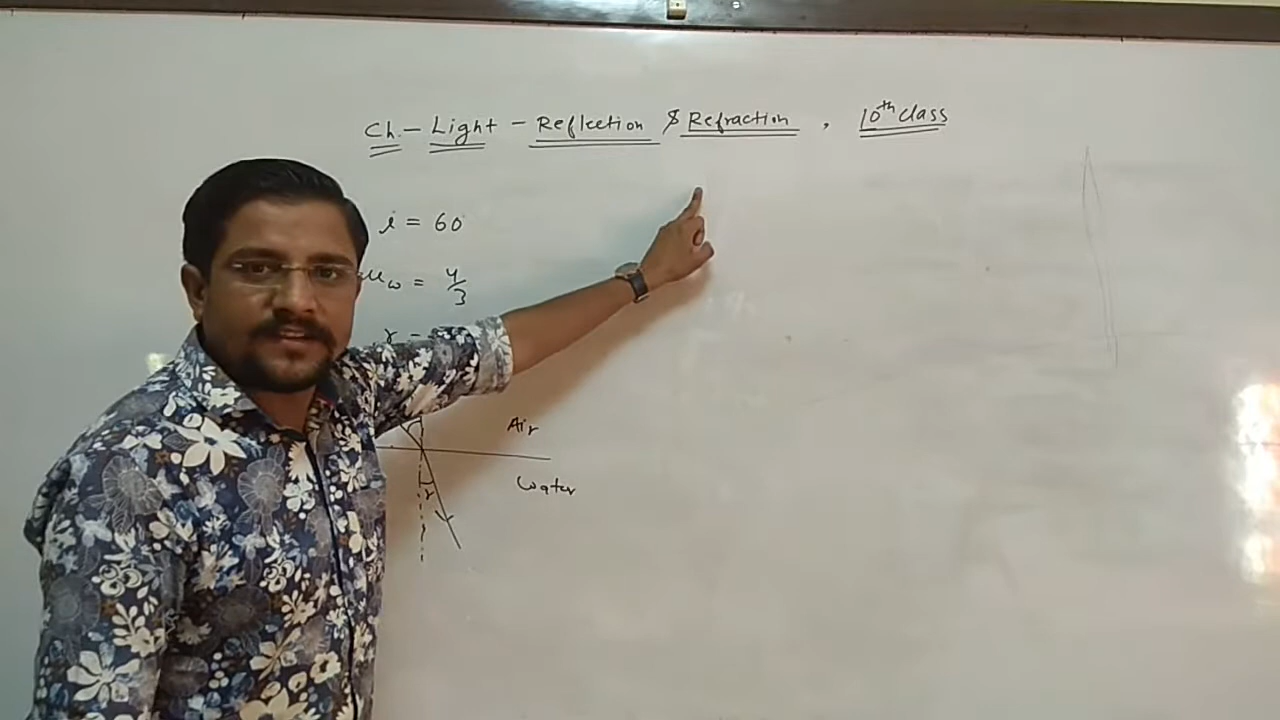 Ch. - Light - Reflection & Refraction , 10th class
i = 60
μw = 4/3
r =
Air
Water
r